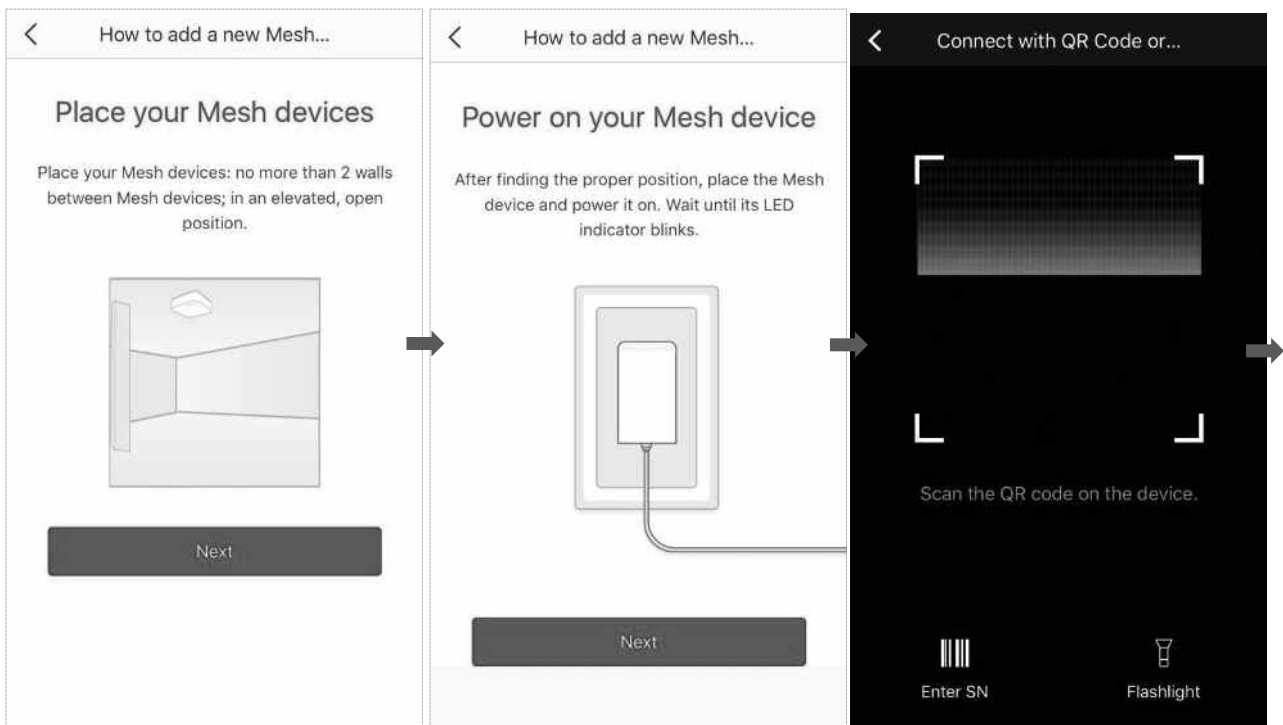 How to add a new Mesh...
Place your Mesh devices
Place your Mesh devices: no more than 2 walls
between Mesh devices; in an elevated, open
position.
Next
How to add a new Mesh...
Power on your Mesh device
After finding the proper position, place the Mesh
device and power it on. Wait until its LED
indicator blinks.
Next
Connect with QR Code or...
Scan the QR code on the device.
Enter SN
Flashlight